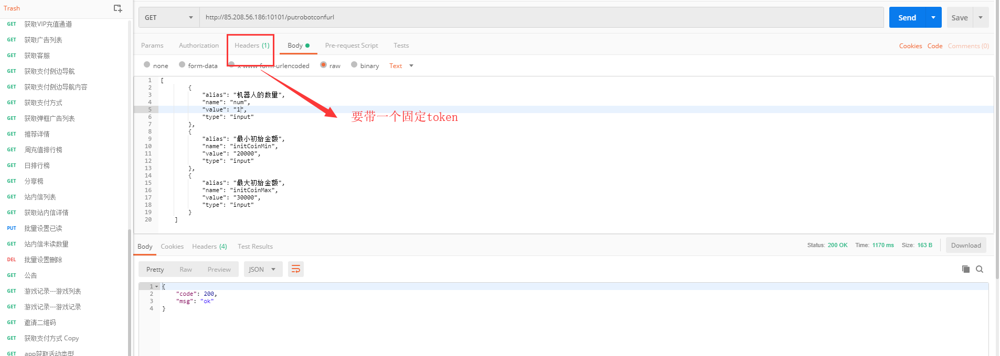 Trash
GET 获取VIP充值通道
GET 获取广告列表
GET 获取客服
GET 获取支付侧边导航
GET 获取支付侧边导航内容
GET 获取支付方式
GET 获取弹框广告列表
GET 推荐详情
GET 周充值排行榜
GET 日排行榜
GET 分享榜
GET 站内信列表
GET 获取站内信详情
PUT 批量设置已读
GET 站内信未读数量
DEL 批量设置刪除
GET 公告
GET 游戏记录---游戏列表
GET 游戏记录---游戏记录
GET 邀请二维码
GET 获取支付方式 Copy
GET app获取活动类型
GET http://85.208.56.186:10101/putrobotconfurl Send Save
Params Authorization Headers (1) Body Pre-request Script Tests Cookies Code Comments (0)
none form-data x-www-form-urlencoded raw binary Text
1 [
2 {
3 "alias": "机器人的数量",
4 "name": "num",
5 "value": "1",
6 "type": "input"
7 },
8 {
9 "alias": "最小初始金额",
10 "name": "initCoinMin",
11 "value": "20000",
12 "type": "input"
13 },
14 {
15 "alias": "最大初始金额",
16 "name": "initCoinMax",
17 "value": "30000",
18 "type": "input"
19 }
20 ]
要带一个固定token
Body Cookies Headers (4) Test Results Status: 200 OK Time: 1170 ms Size: 163 B Download
Pretty Raw Preview JSON
1 {
2 "code": 200,
3 "msg": "ok"
4 }